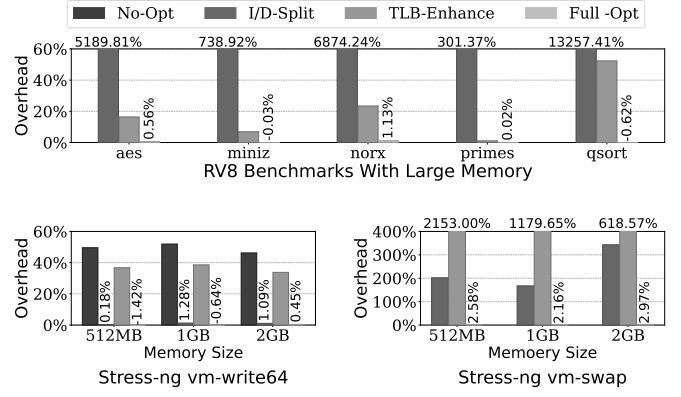 No-Opt I/D-Split TLB-Enhance Full -Opt
60% 5189.81% 738.92% 6874.24% 301.37% 13257.41%
40%
20%
0%
Overhead
0.56% -0.03% 1.13% 0.02% -0.62%
aes miniz norx primes qsort
RV8 Benchmarks With Large Memory
60%
40%
20%
0%
Overhead
0.18% -1.42% 1.28% -0.64% 1.09% 0.45%
512MB 1GB 2GB
Memory Size
Stress-ng vm-write64
2153.00% 1179.65% 618.57%
400%
300%
200%
100%
0%
Overhead
2.58% 2.16% 2.97%
512MB 1GB 2GB
Memory Size
Stress-ng vm-swap